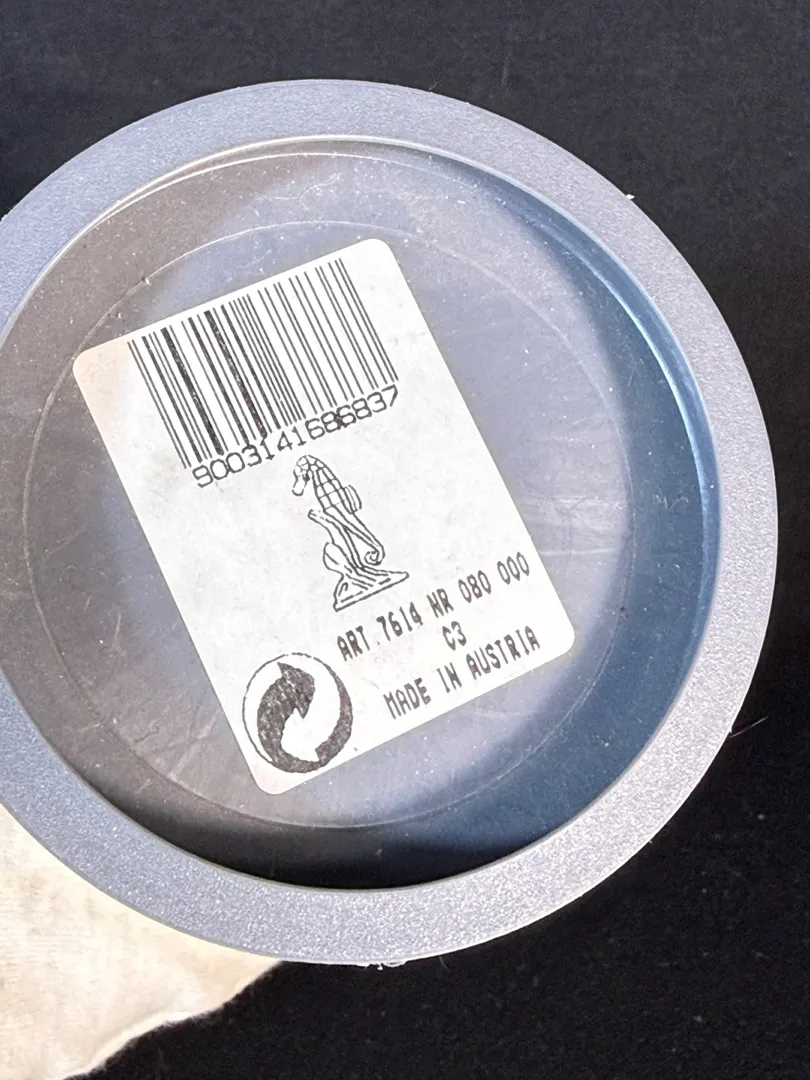 9003141686837
ART 7614 NR 080 000
C3
MADE IN AUSTRIA